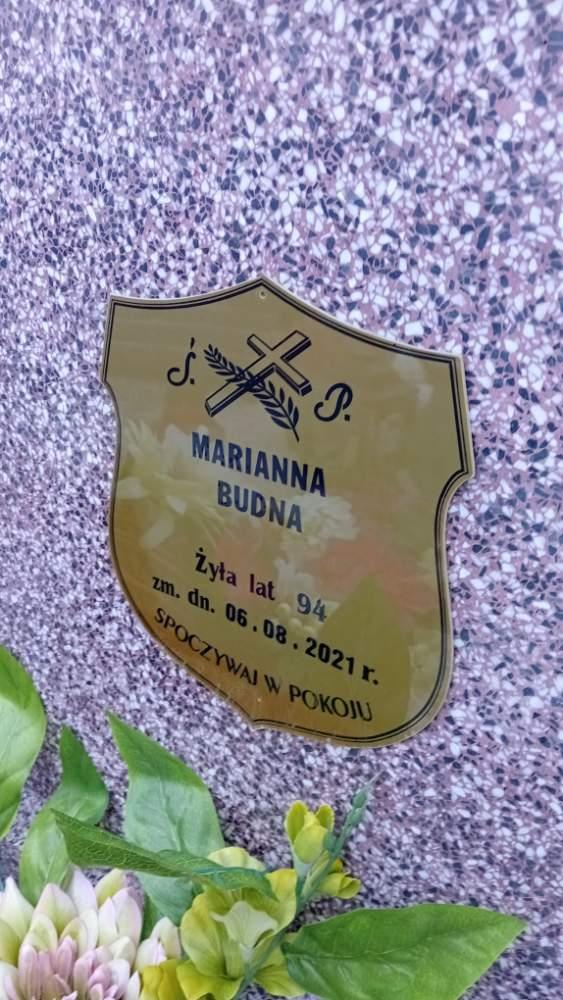 Ś. P.
MARIANNA
BUDNA
Żyła lat 94
zm. dn. 06.08.2021 r.
SPOCZYWAJ W POKOJU